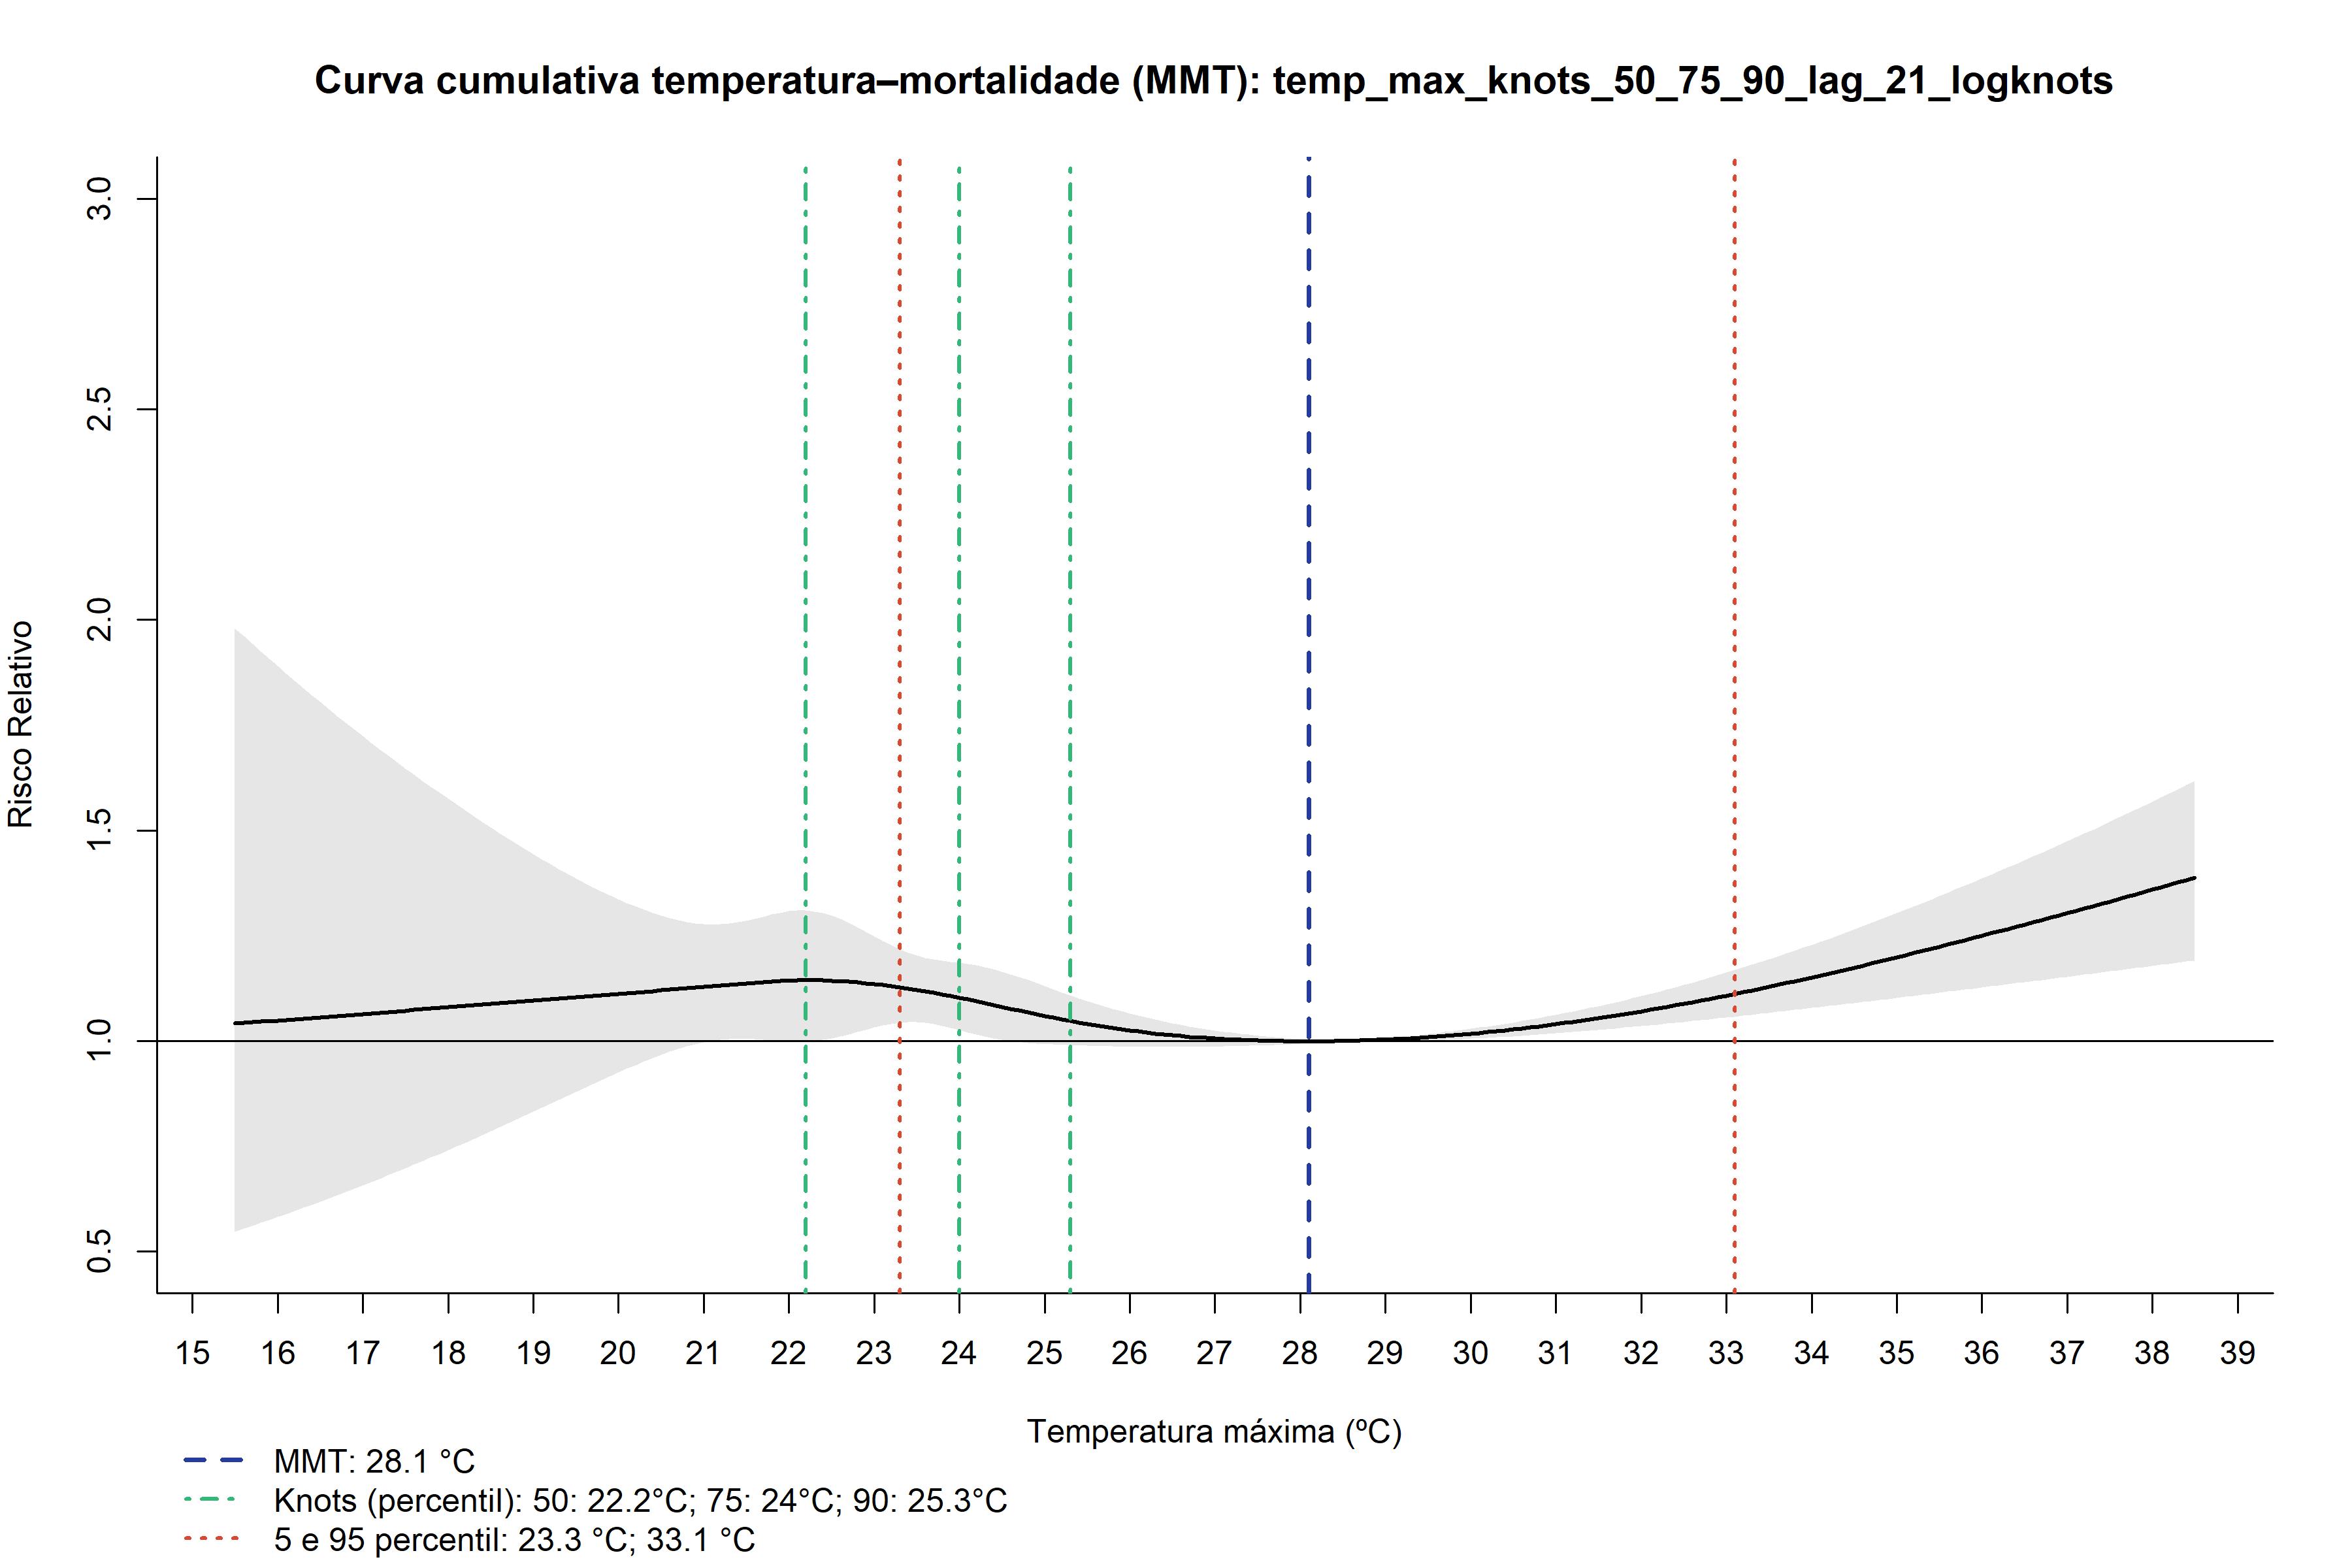 Curva cumulativa temperatura–mortalidade (MMT): temp_max_knots_50_75_90_lag_21_logknots
Risco Relativo
3.0
2.5
2.0
1.5
1.0
0.5
15 16 17 18 19 20 21 22 23 24 25 26 27 28 29 30 31 32 33 34 35 36 37 38 39
Temperatura máxima (ºC)
MMT: 28.1 °C
Knots (percentil): 50: 22.2°C; 75: 24°C; 90: 25.3°C
5 e 95 percentil: 23.3 °C; 33.1 °C